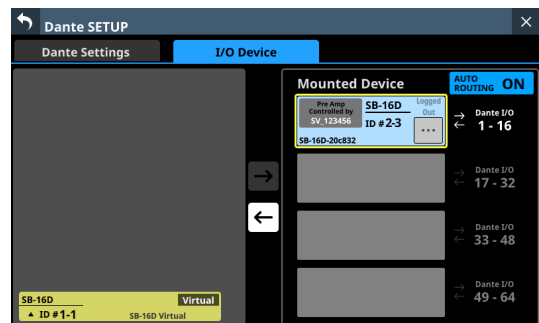 Dante SETUP
Dante Settings
I/O Device
Mounted Device
AUTO
ROUTING ON
Pre Amp
Controlled by
SV_123456
SB-16D
ID #2-3
Logged
Out
...
SB-16D-20c832
Dante I/O
1 - 16
Dante I/O
17 - 32
Dante I/O
33 - 48
Dante I/O
49 - 64
SB-16D
Virtual
ID #1-1
SB-16D Virtual